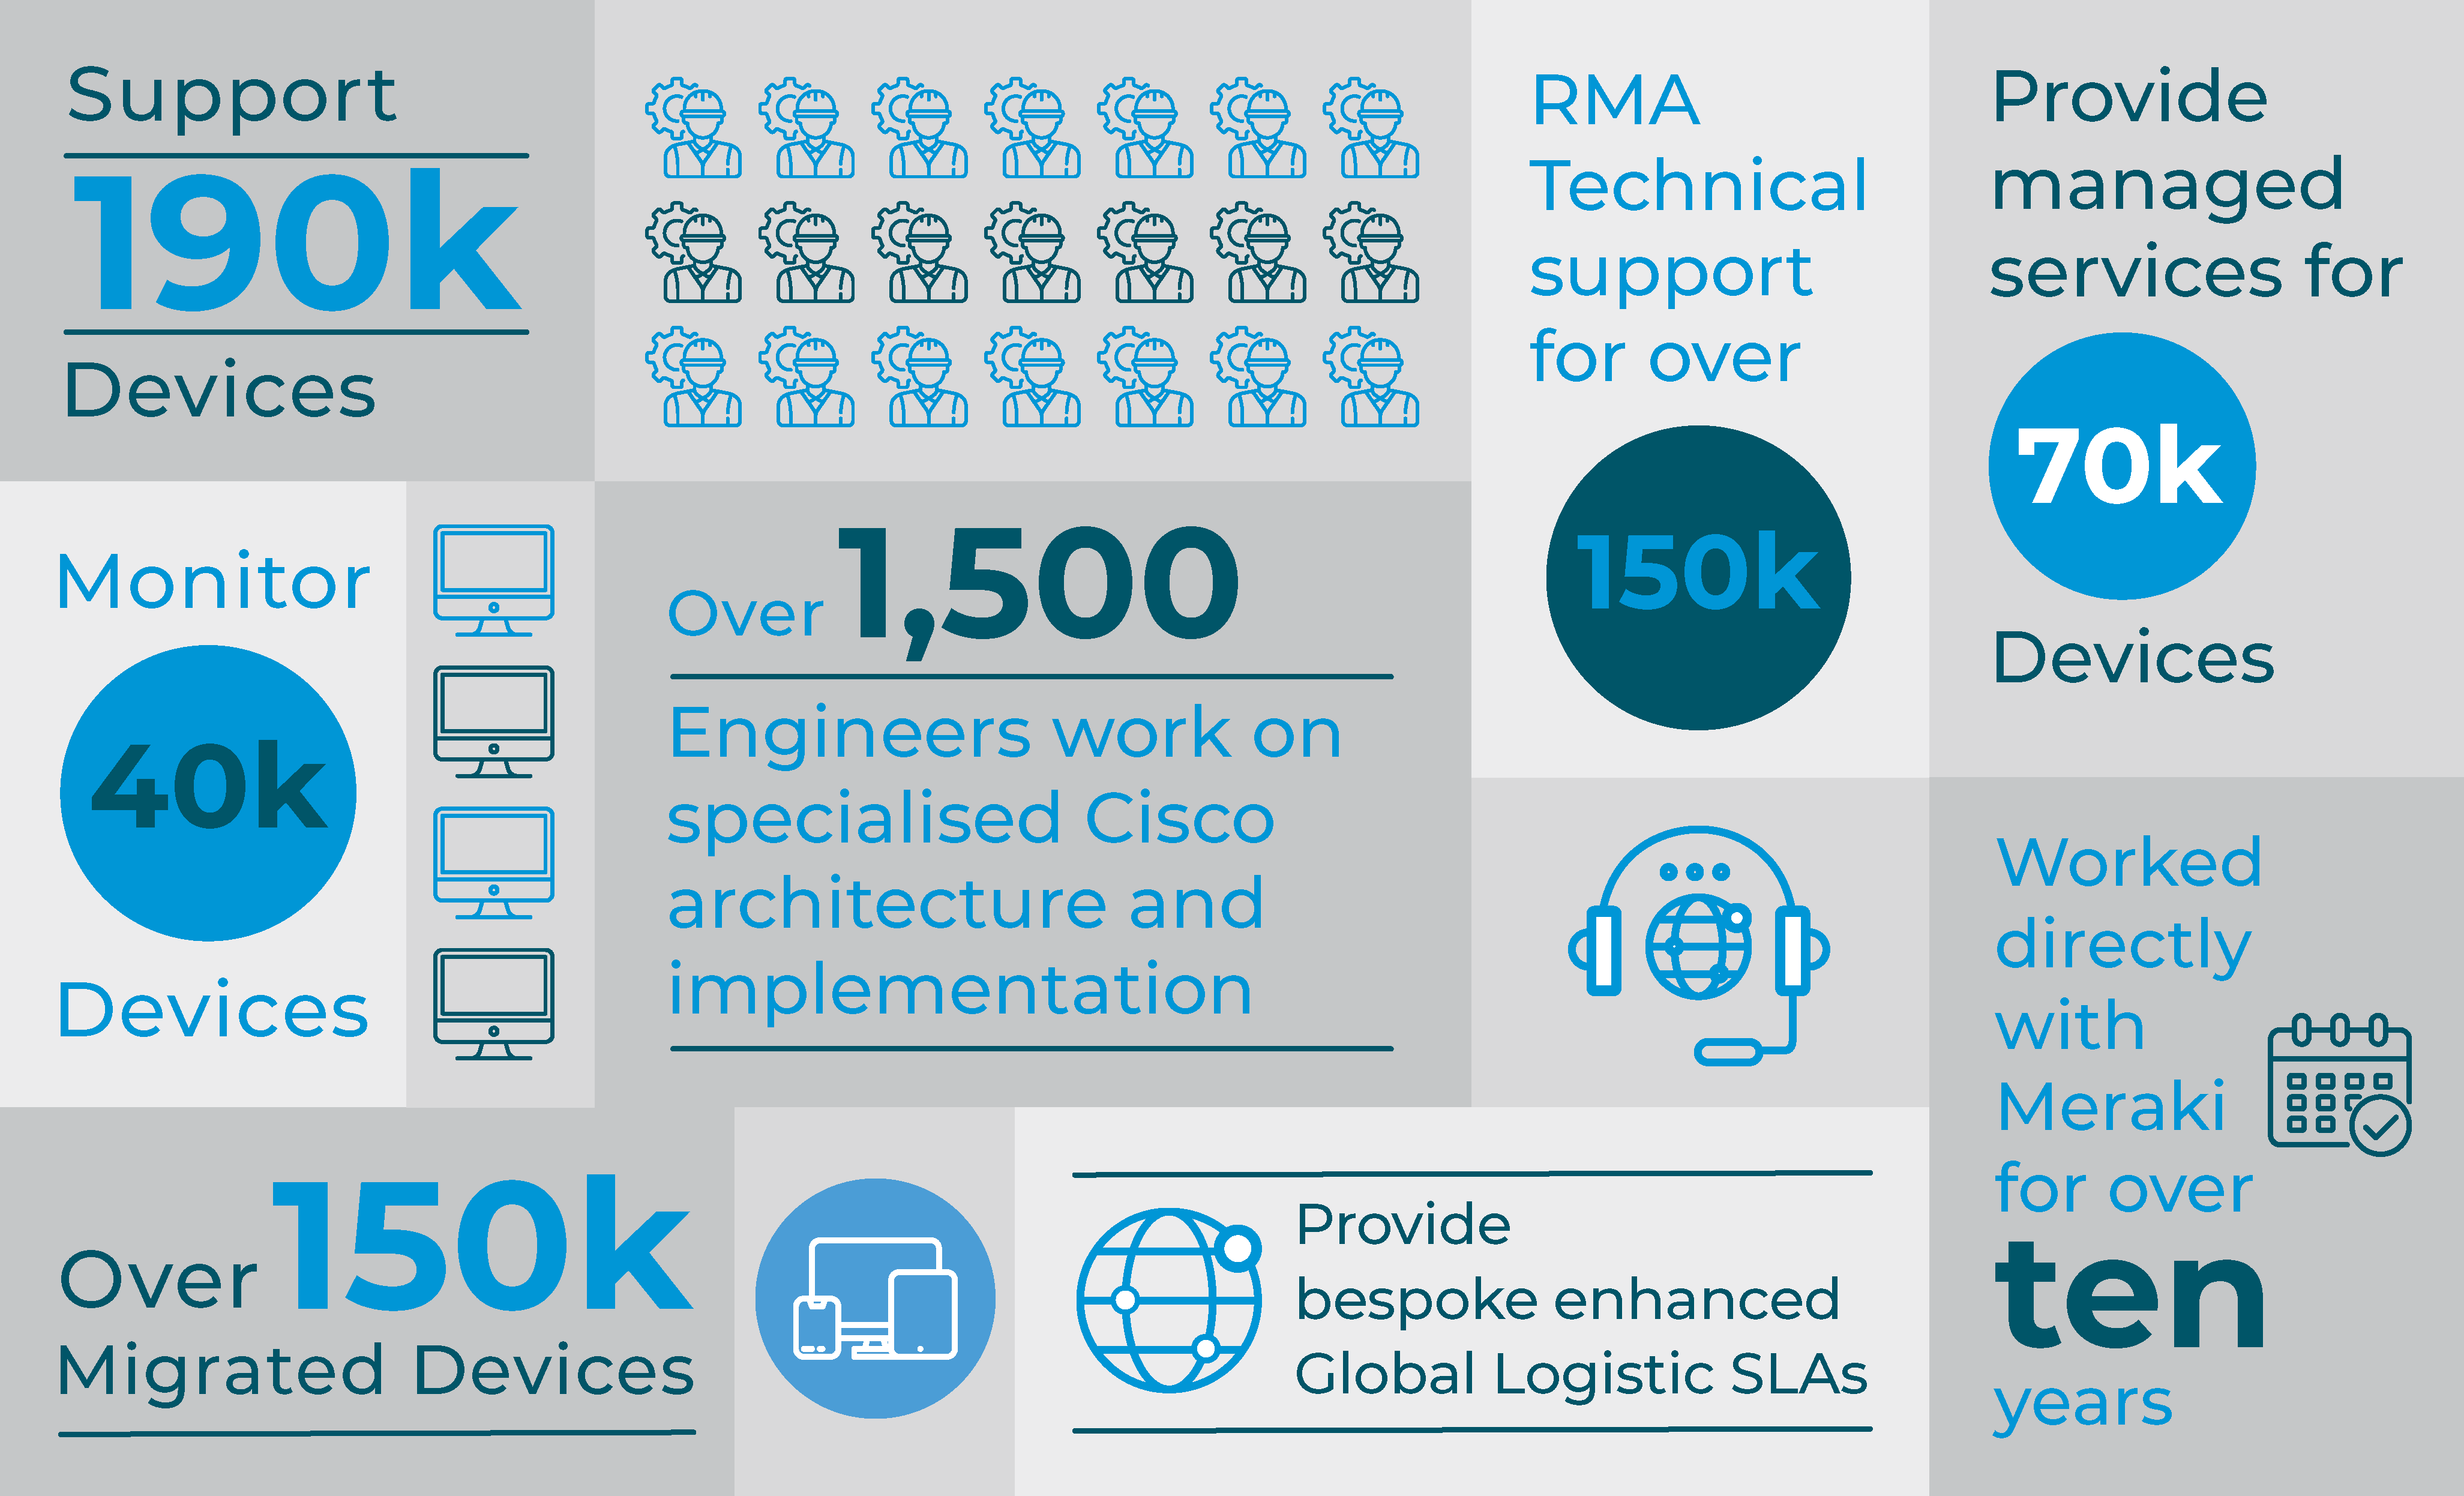 Support
190k
Devices
RMA
Technical
support
for over
150k
Provide
managed
services for
70k
Devices
Monitor
40k
Devices
Over 1,500
Engineers work on
specialised Cisco
architecture and
implementation
Worked
directly
with
Meraki
for over
ten
years
Over 150k
Migrated Devices
Provide
bespoke enhanced
Global Logistic SLAs